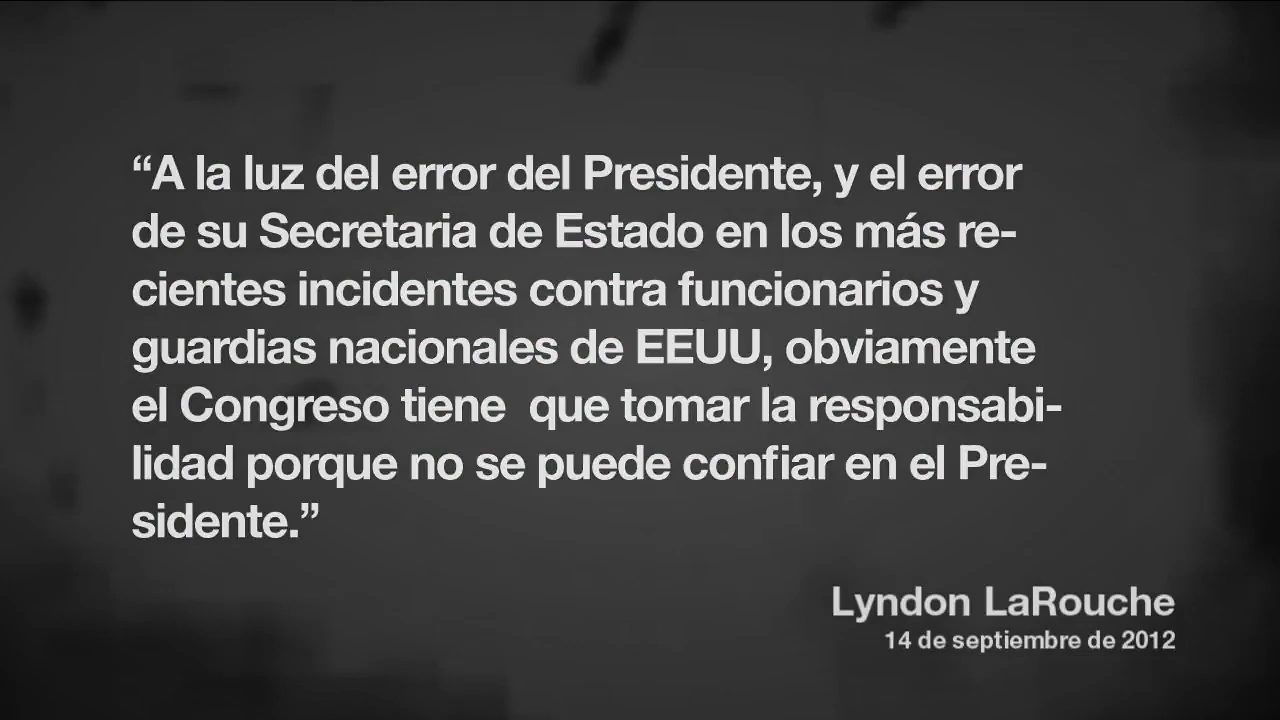 “A la luz del error del Presidente, y el error
de su Secretaria de Estado en los más re-
cientes incidentes contra funcionarios y
guardias nacionales de EEUU, obviamente
el Congreso tiene  que tomar la responsabi-
lidad porque no se puede confiar en el Pre-
sidente.”
Lyndon LaRouche
14 de septiembre de 2012